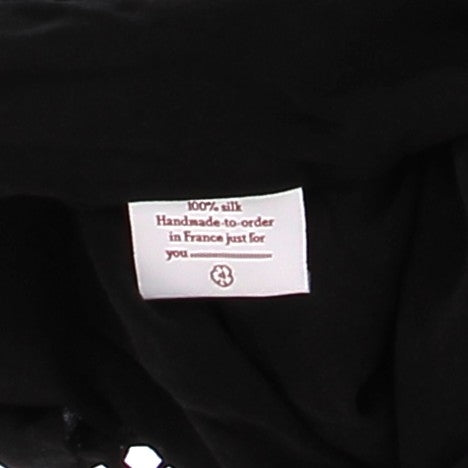 100% silk
Handmade-to-order
in France just for
you ....................